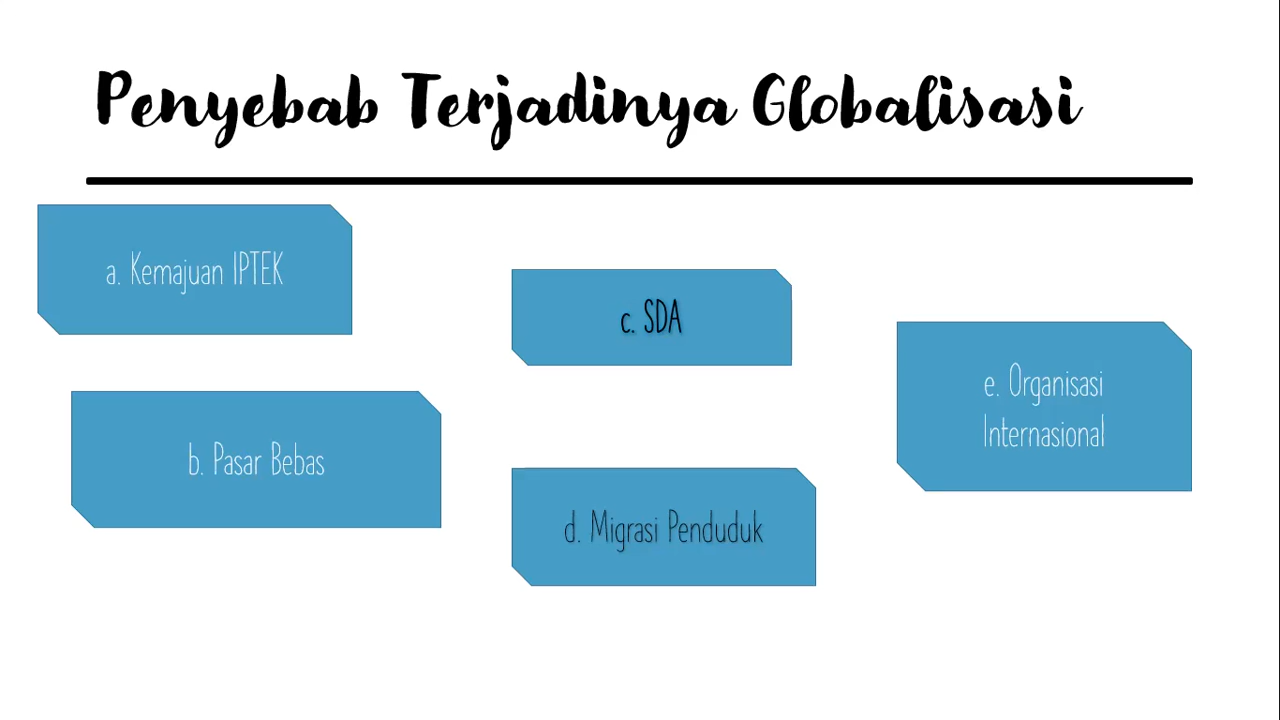 Penyebab Terjadinya Globalisasi
a. Kemajuan IPTEK
b. Pasar Bebas
c. SDA
d. Migrasi Penduduk
e. Organisasi
Internasional